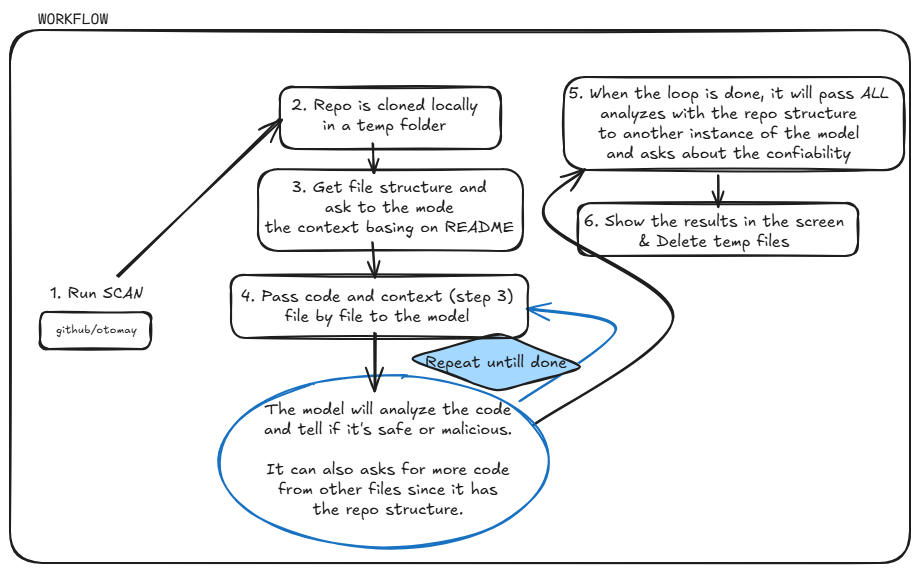 WORKFLOW
1. Run SCAN
github/otomay
2. Repo is cloned locally
in a temp folder
3. Get file structure and
ask to the mode
the context basing on README
4. Pass code and context (step 3)
file by file to the model
Repeat untill done
The model will analyze the code
and tell if it's safe or malicious.
It can also asks for more code
from other files since it has
the repo structure.
5. When the loop is done, it will pass ALL
analyzes with the repo structure
to another instance of the model
and asks about the confiability
6. Show the results in the screen
& Delete temp files